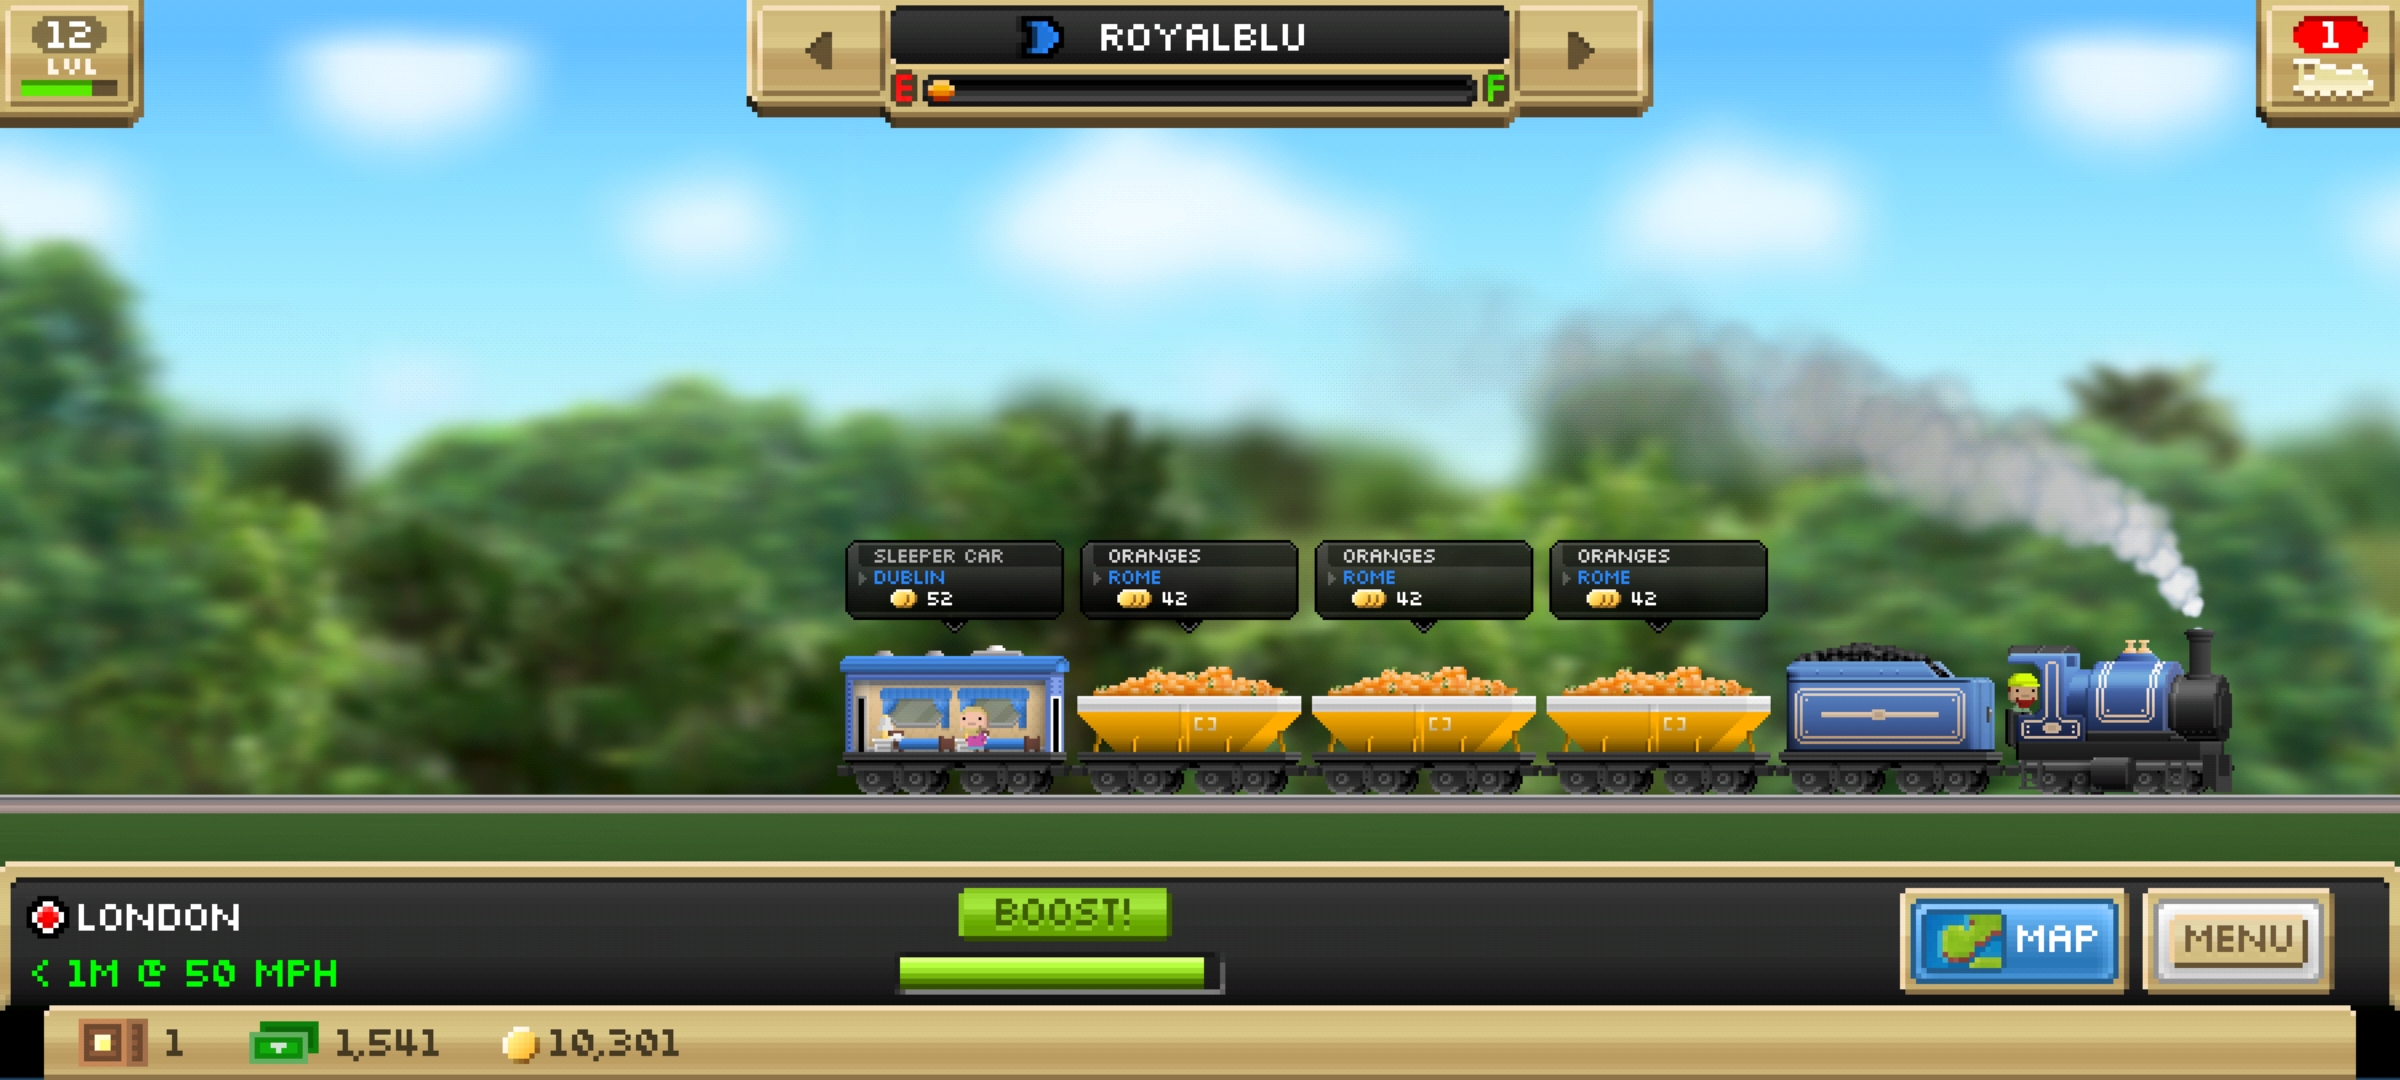 12
LVL
ROYALBLU
E F
1
SLEEPER CAR
DUBLIN
52
ORANGES
ROME
42
ORANGES
ROME
42
ORANGES
ROME
42
LONDON
< 1M @ 50 MPH
BOOST!
MAP
MENU
1
1,541
10,301